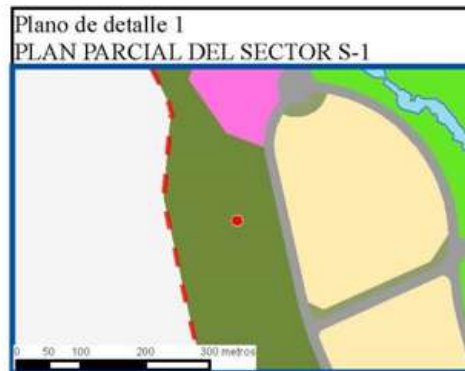 Plano de detalle 1
PLAN PARCIAL DEL SECTOR S-1
0 50 100 200 300 metros